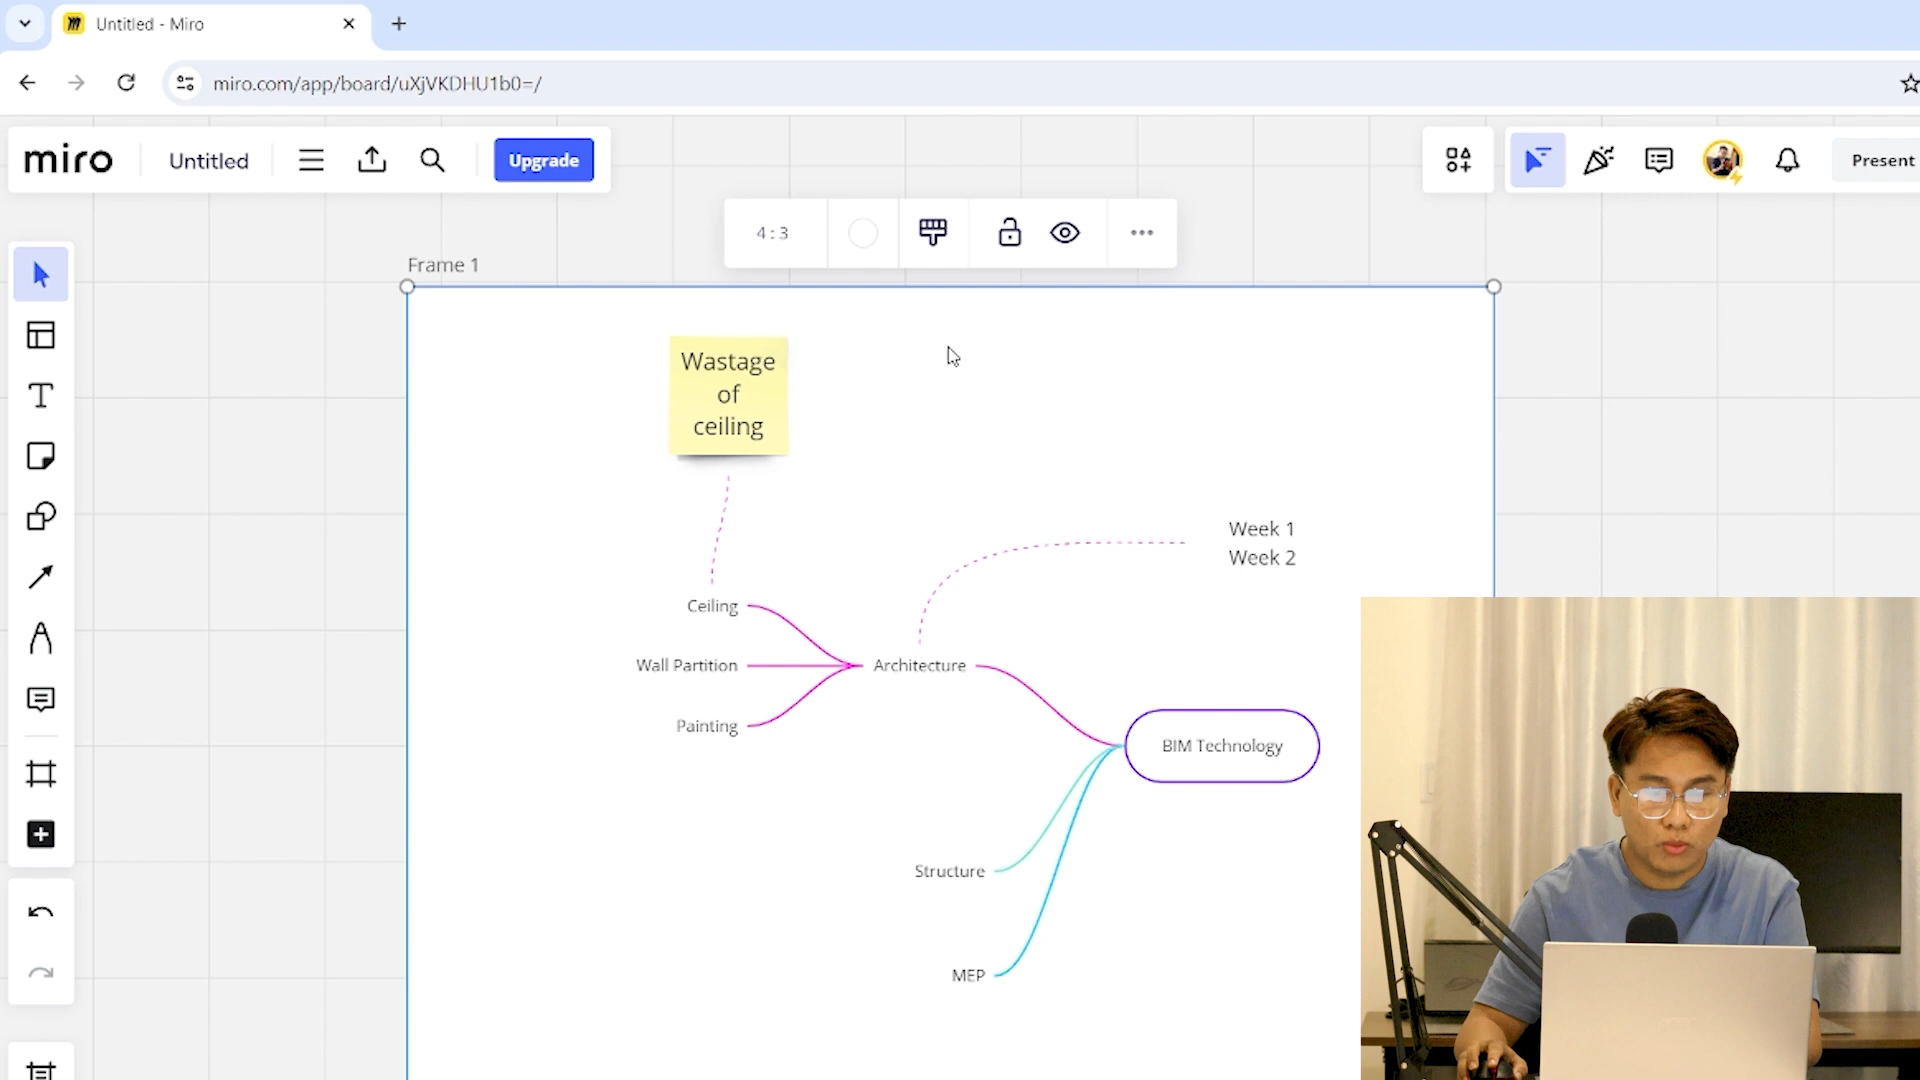 Untitled - Miro
miro.com/app/board/uXjVKDHU1b0=/
miro
Untitled
Upgrade
Present
4 : 3
Frame 1
Wastage
of
ceiling
Week 1
Week 2
Ceiling
Wall Partition
Architecture
Painting
BIM Technology
Structure
MEP